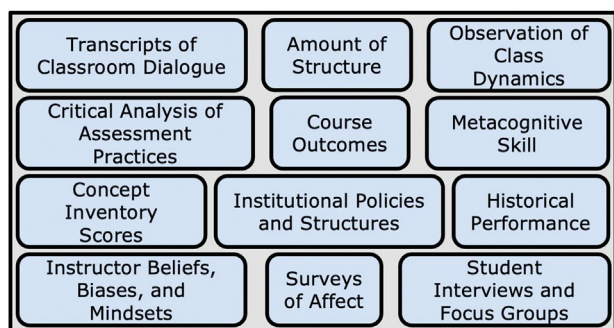 Transcripts of
Classroom Dialogue
Amount of
Structure
Observation of
Class
Dynamics
Critical Analysis of
Assessment
Practices
Course
Outcomes
Metacognitive
Skill
Concept
Inventory
Scores
Institutional Policies
and Structures
Historical
Performance
Instructor Beliefs,
Biases, and
Mindsets
Surveys
of Affect
Student
Interviews and
Focus Groups